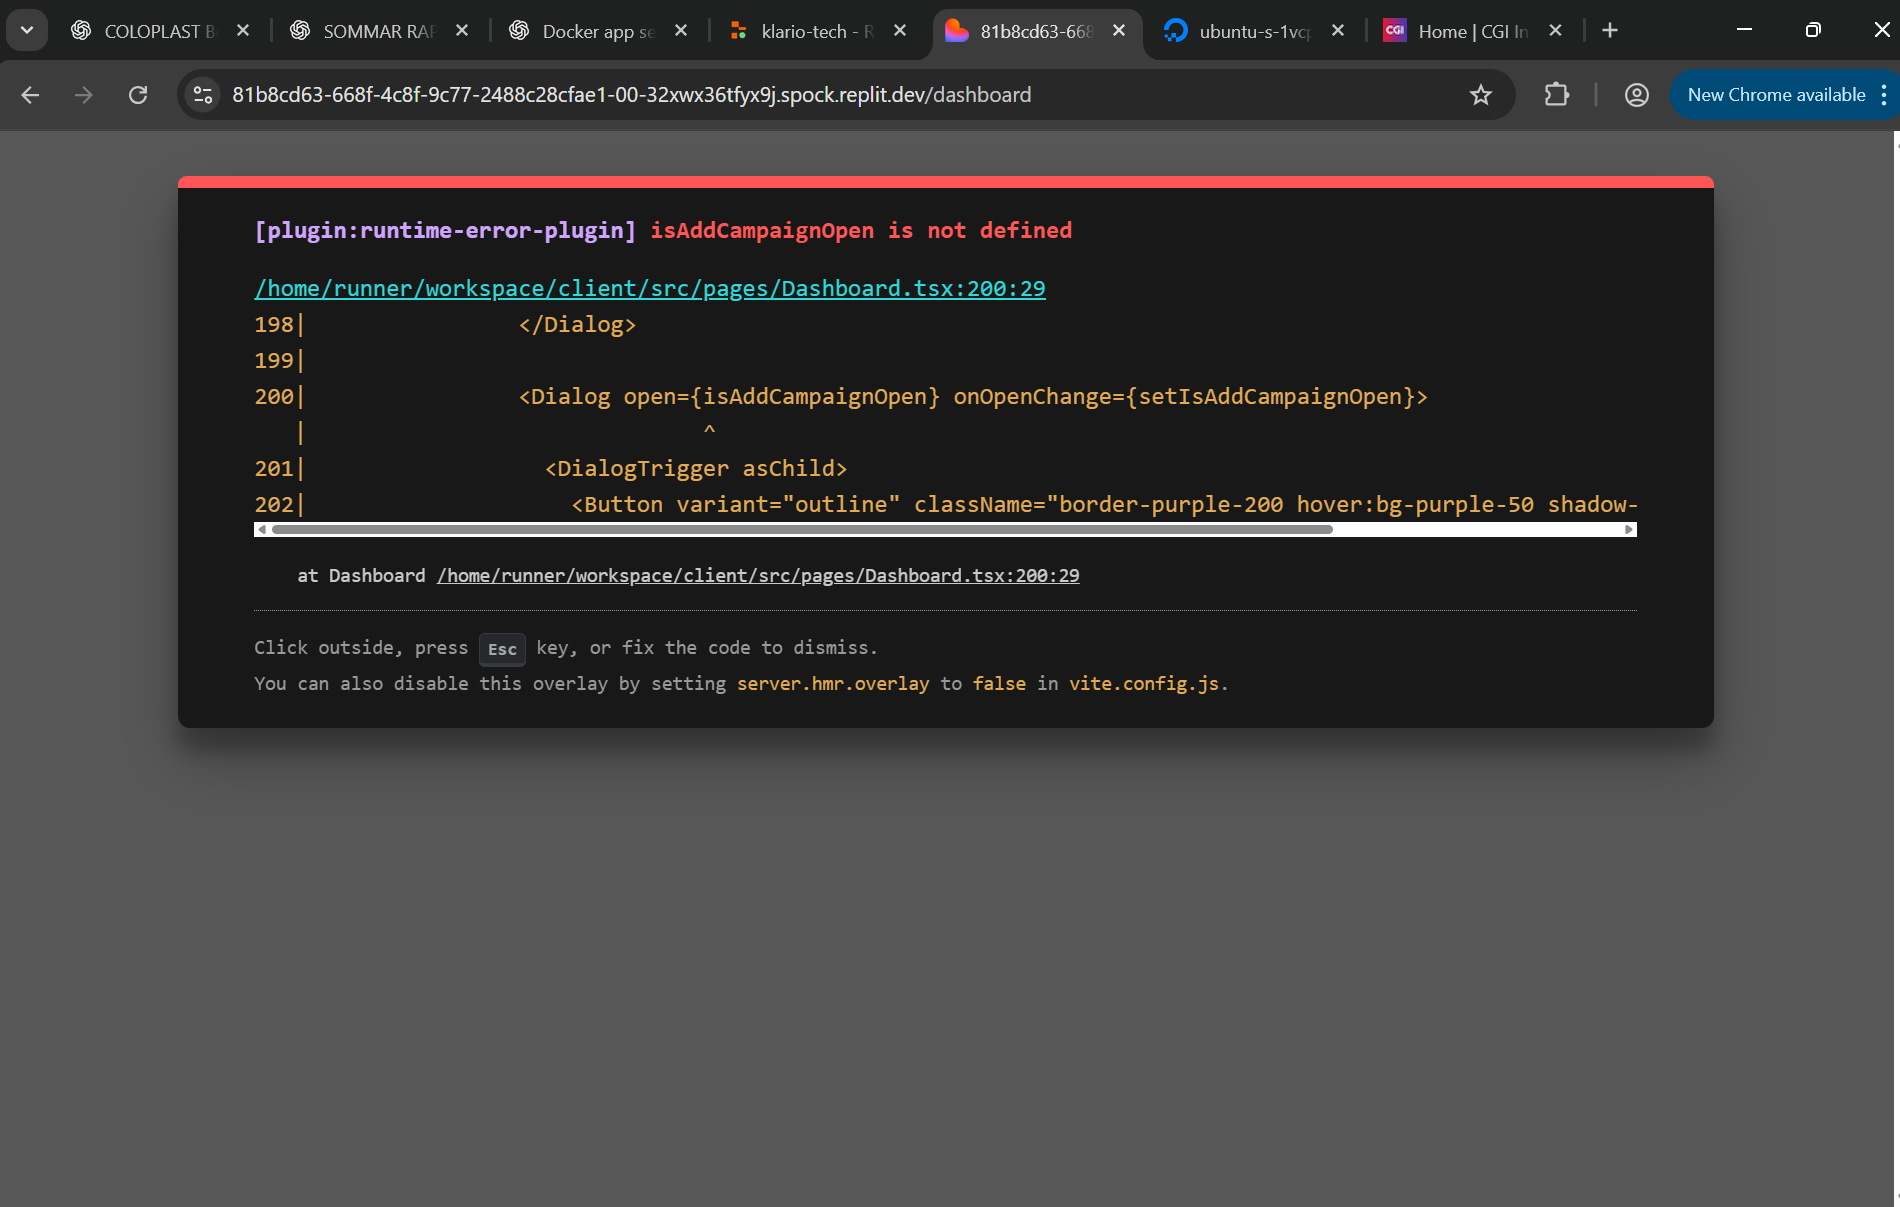 COLOPLAST B
SOMMAR RAP
Docker app se
klario-tech - R
81b8cd63-668
ubuntu-s-1vcp
CGI
Home | CGI In
81b8cd63-668f-4c8f-9c77-2488c28cfae1-00-32xwx36tfyx9j.spock.replit.dev/dashboard
New Chrome available
[plugin:runtime-error-plugin] isAddCampaignOpen is not defined
/home/runner/workspace/client/src/pages/Dashboard.tsx:200:29
198|                </Dialog>
199|
200|                <Dialog open={isAddCampaignOpen} onOpenChange={setIsAddCampaignOpen}>
   |                              ^
201|                  <DialogTrigger asChild>
202|                    <Button variant="outline" className="border-purple-200 hover:bg-purple-50 shadow-
at Dashboard /home/runner/workspace/client/src/pages/Dashboard.tsx:200:29
Click outside, press Esc key, or fix the code to dismiss.
You can also disable this overlay by setting server.hmr.overlay to false in vite.config.js.